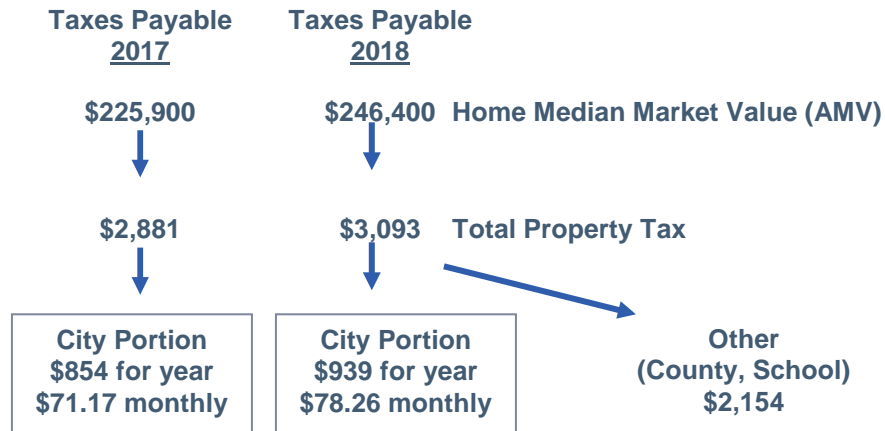 Taxes Payable
2017
Taxes Payable
2018
$225,900
$246,400 Home Median Market Value (AMV)
$2,881
$3,093 Total Property Tax
City Portion
$854 for year
$71.17 monthly
City Portion
$939 for year
$78.26 monthly
Other
(County, School)
$2,154